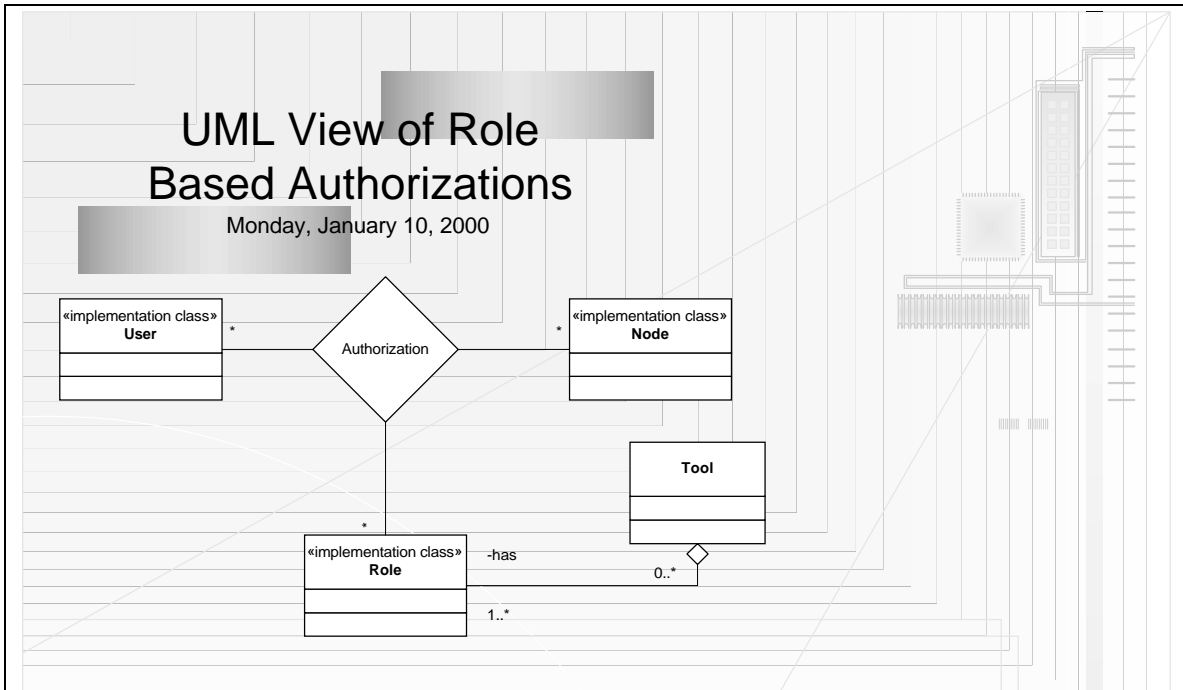 UML View of Role
Based Authorizations
Monday, January 10, 2000
«implementation class»
User
*
Authorization
*
«implementation class»
Node
Tool
*
«implementation class»
Role
-has
0..*
1..*